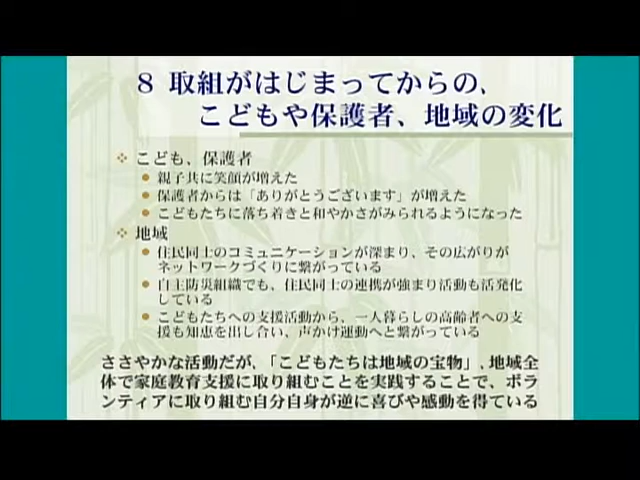 8 取組がはじまってからの、
こどもや保護者、地域の変化
こども、保護者
親子共に笑顔が増えた
保護者からは「ありがとうございます」が増えた
こどもたちに落ち着きと和やかさがみられるようになった
地域
住民同士のコミュニケーションが深まり、その広がりが
ネットワークづくりに繋がっている
自主防災組織でも、住民同士の連携が強まり活動も活発化
している
こどもたちへの支援活動から、一人暮らしの高齢者への支
援も知恵を出し合い、声かけ運動へと繋がっている
ささやかな活動だが、「こどもたちは地域の宝物」、地域全
体で家庭教育支援に取り組むことを実践することで、ボラ
ンティアに取り組む自分自身が逆に喜びや感動を得ている